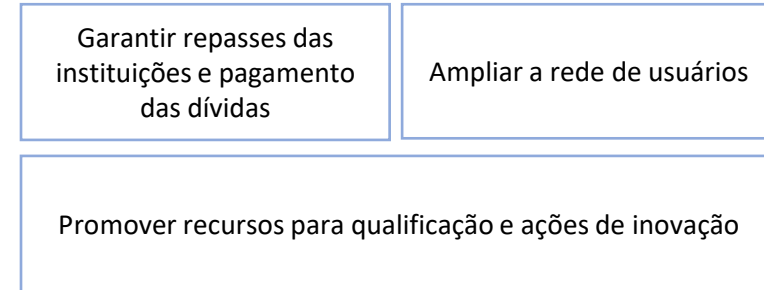 Garantir repasses das
instituições e pagamento
das dívidas
Ampliar a rede de usuários
Promover recursos para qualificação e ações de inovação